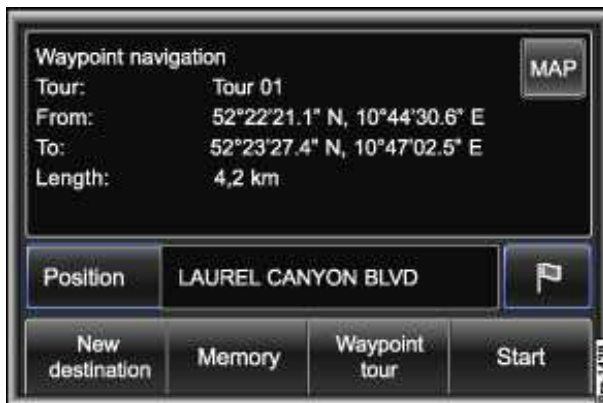 Waypoint navigation
MAP
Tour: Tour 01
From: 52°22'21.1" N, 10°44'30.6" E
To: 52°23'27.4" N, 10°47'02.5" E
Length: 4,2 km
Position LAUREL CANYON BLVD
New destination Memory Waypoint tour Start